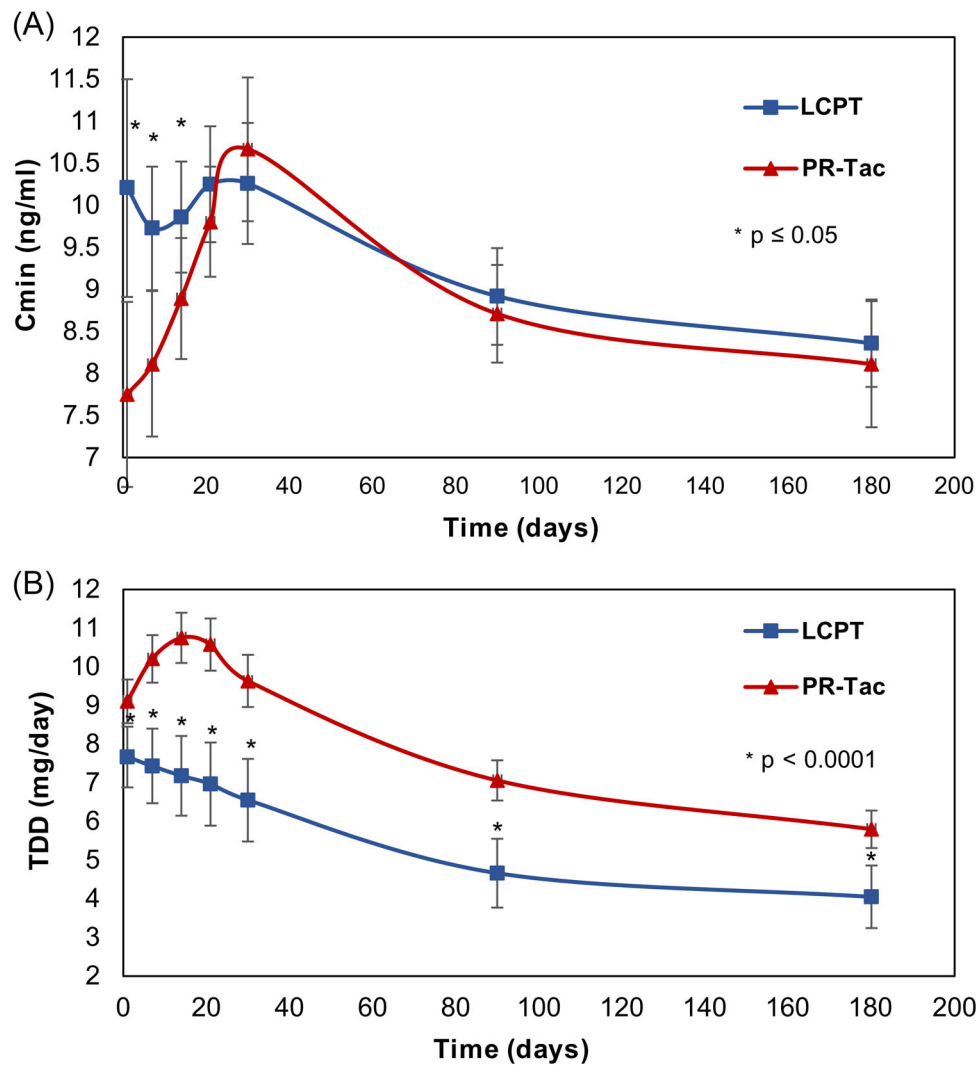 (A)
12
11.5
11
10.5
10
9.5
9
8.5
8
7.5
7
Cmin (ng/ml)
* * *
LCPT
PR-Tac
* p ≤ 0.05
0 20 40 60 80 100 120 140 160 180 200
Time (days)
(B)
12
11
10
9
8
7
6
5
4
3
2
TDD (mg/day)
* * * * * * *
LCPT
PR-Tac
* p < 0.0001
0 20 40 60 80 100 120 140 160 180 200
Time (days)